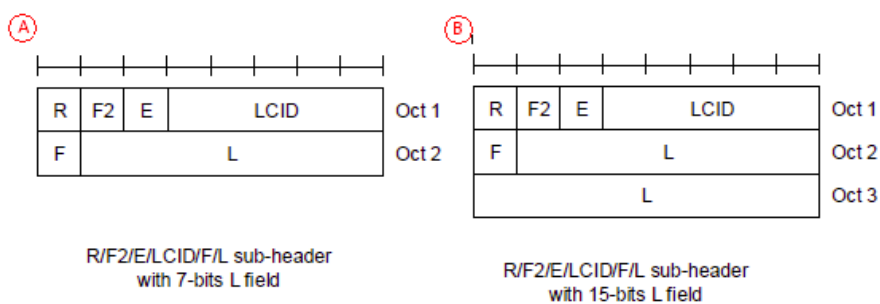 A
R F2 E LCID Oct 1
F L Oct 2
R/F2/E/LCID/F/L sub-header
with 7-bits L field
B
R F2 E LCID Oct 1
F L Oct 2
L Oct 3
R/F2/E/LCID/F/L sub-header
with 15-bits L field